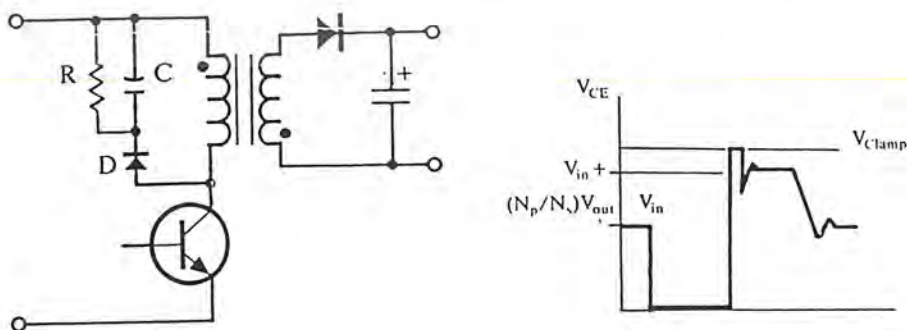 R
C
D
+
V_CE
V_Clamp
V_in +
(N_p/N_s)V_out
V_in